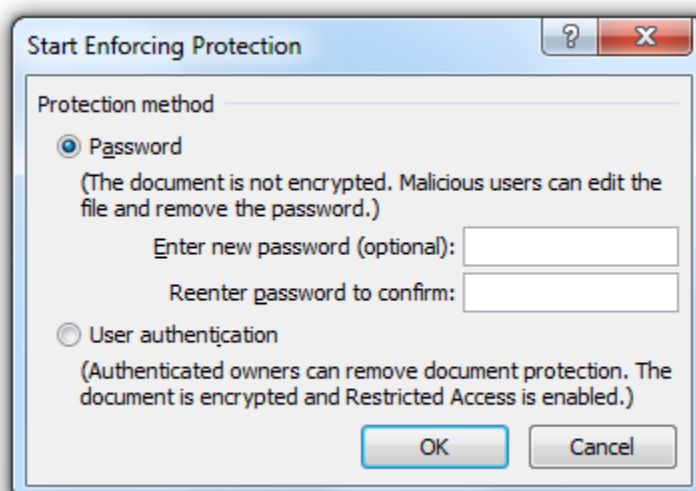 Start Enforcing Protection
Protection method
Password
(The document is not encrypted. Malicious users can edit the
file and remove the password.)
Enter new password (optional):
Reenter password to confirm:
User authentication
(Authenticated owners can remove document protection. The
document is encrypted and Restricted Access is enabled.)
OK Cancel